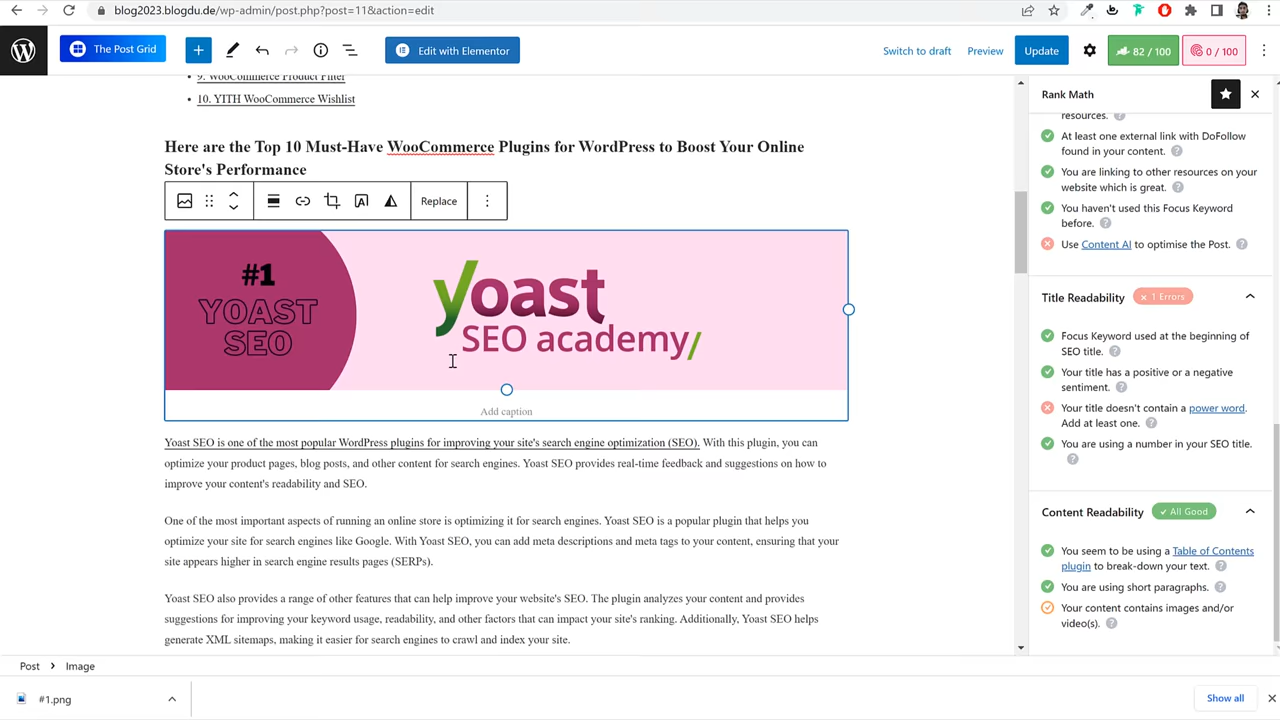 blog2023.blogdu.de/wp-admin/post.php?post=11&action=edit
The Post Grid
Edit with Elementor
Switch to draft
Preview
Update
82 / 100
0 / 100
9. WooCommerce Product Filter
10. YITH WooCommerce Wishlist
Here are the Top 10 Must-Have WooCommerce Plugins for WordPress to Boost Your Online
Store's Performance
Replace
#1
YOAST
SEO
yoast
SEO academy/
Add caption
Yoast SEO is one of the most popular WordPress plugins for improving your site's search engine optimization (SEO). With this plugin, you can
optimize your product pages, blog posts, and other content for search engines. Yoast SEO provides real-time feedback and suggestions on how to
improve your content's readability and SEO.
One of the most important aspects of running an online store is optimizing it for search engines. Yoast SEO is a popular plugin that helps you
optimize your site for search engines like Google. With Yoast SEO, you can add meta descriptions and meta tags to your content, ensuring that your
site appears higher in search engine results pages (SERPs).
Yoast SEO also provides a range of other features that can help improve your website's SEO. The plugin analyzes your content and provides
suggestions for improving your keyword usage, readability, and other factors that can impact your site's ranking. Additionally, Yoast SEO helps
generate XML sitemaps, making it easier for search engines to crawl and index your site.
Rank Math
resources.
At least one external link with DoFollow
found in your content.
You are linking to other resources on your
website which is great.
You haven't used this Focus Keyword
before.
Use Content AI to optimise the Post.
Title Readability
× 1 Errors
Focus Keyword used at the beginning of
SEO title.
Your title has a positive or a negative
sentiment.
Your title doesn't contain a power word.
Add at least one.
You are using a number in your SEO title.
Content Readability
✓ All Good
You seem to be using a Table of Contents
plugin to break-down your text.
You are using short paragraphs.
Your content contains images and/or
video(s).
Post
Image
#1.png
Show all